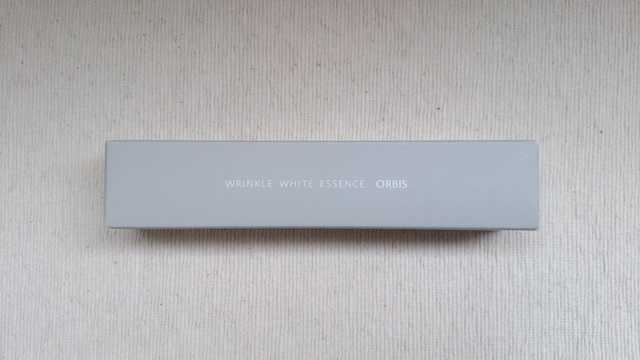 WRINKLE WHITE ESSENCE ORBIS